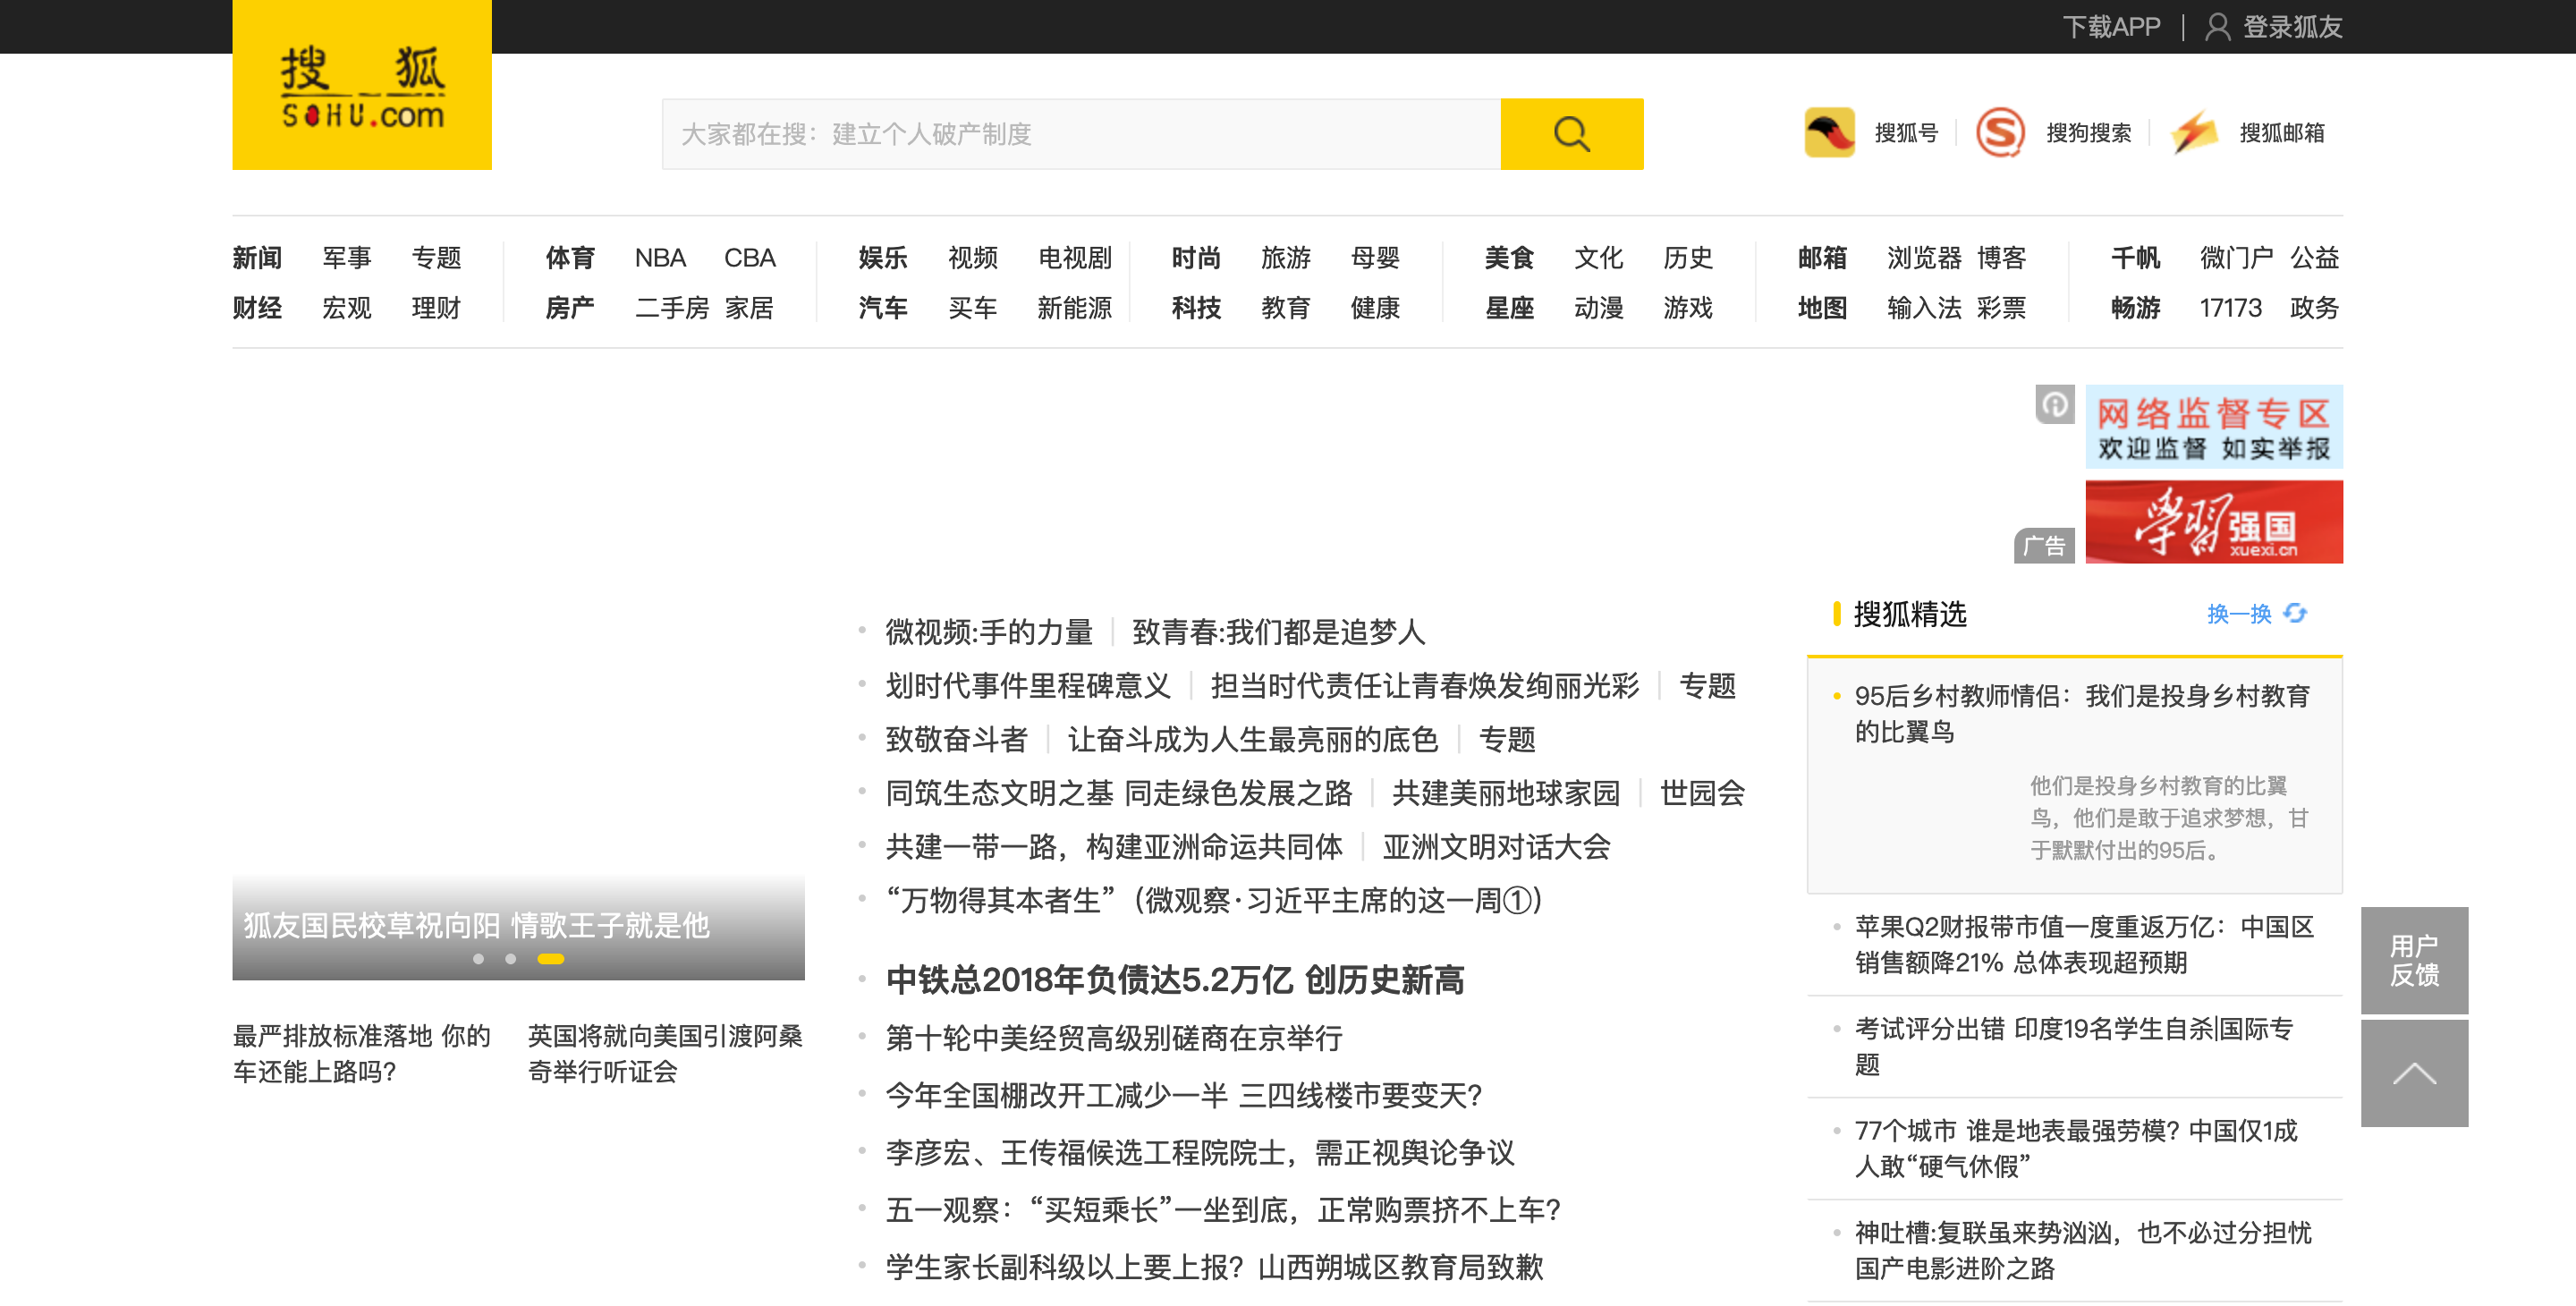 下载APP 登录狐友
搜 狐
SOHU.com
大家都在搜：建立个人破产制度
搜狐号 搜狗搜索 搜狐邮箱
新闻 军事 专题 体育 NBA CBA 娱乐 视频 电视剧 时尚 旅游 母婴 美食 文化 历史 邮箱 浏览器 博客 千帆 微门户 公益
财经 宏观 理财 房产 二手房 家居 汽车 买车 新能源 科技 教育 健康 星座 动漫 游戏 地图 输入法 彩票 畅游 17173 政务
网络监督专区
欢迎监督 如实举报
学习强国
xuexi.cn
广告
狐友国民校草祝向阳 情歌王子就是他
最严排放标准落地 你的
车还能上路吗？
英国将就向美国引渡阿桑
奇举行听证会
微视频:手的力量 致青春:我们都是追梦人
划时代事件里程碑意义 担当时代责任让青春焕发绚丽光彩 专题
致敬奋斗者 让奋斗成为人生最亮丽的底色 专题
同筑生态文明之基 同走绿色发展之路 共建美丽地球家园 世园会
共建一带一路，构建亚洲命运共同体 亚洲文明对话大会
“万物得其本者生”（微观察·习近平主席的这一周①）
中铁总2018年负债达5.2万亿 创历史新高
第十轮中美经贸高级别磋商在京举行
今年全国棚改开工减少一半 三四线楼市要变天？
李彦宏、王传福候选工程院院士，需正视舆论争议
五一观察：“买短乘长”一坐到底，正常购票挤不上车？
学生家长副科级以上要上报？山西朔城区教育局致歉
搜狐精选 换一换
95后乡村教师情侣：我们是投身乡村教育
的比翼鸟
他们是投身乡村教育的比翼
鸟，他们是敢于追求梦想，甘
于默默付出的95后。
苹果Q2财报带市值一度重返万亿：中国区
销售额降21% 总体表现超预期
考试评分出错 印度19名学生自杀|国际专
题
77个城市 谁是地表最强劳模？中国仅1成
人敢“硬气休假”
神吐槽:复联虽来势汹汹，也不必过分担忧
国产电影进阶之路
用户
反馈